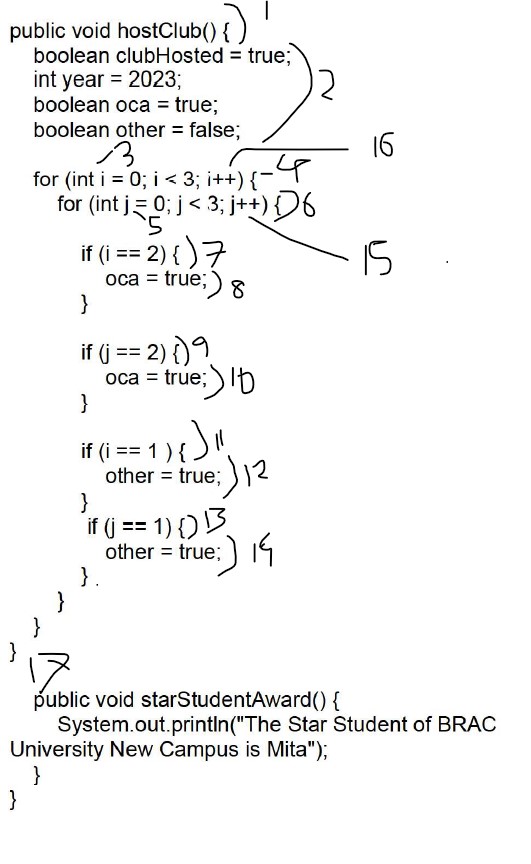 public void hostClub() { 1
boolean clubHosted = true;
int year = 2023; 2
boolean oca = true;
boolean other = false;
3 16
for (int i = 0; i < 3; i++) { 4
for (int j = 0; j < 3; j++) { 6
5
if (i == 2) { 7 15
oca = true; 8
}
if (j == 2) { 9
oca = true; 10
}
if (i == 1 ) { 11
other = true; 12
}
if (j == 1) { 13
other = true; 14
}
}
}
}
17
public void starStudentAward() {
System.out.println("The Star Student of BRAC
University New Campus is Mita");
}
}